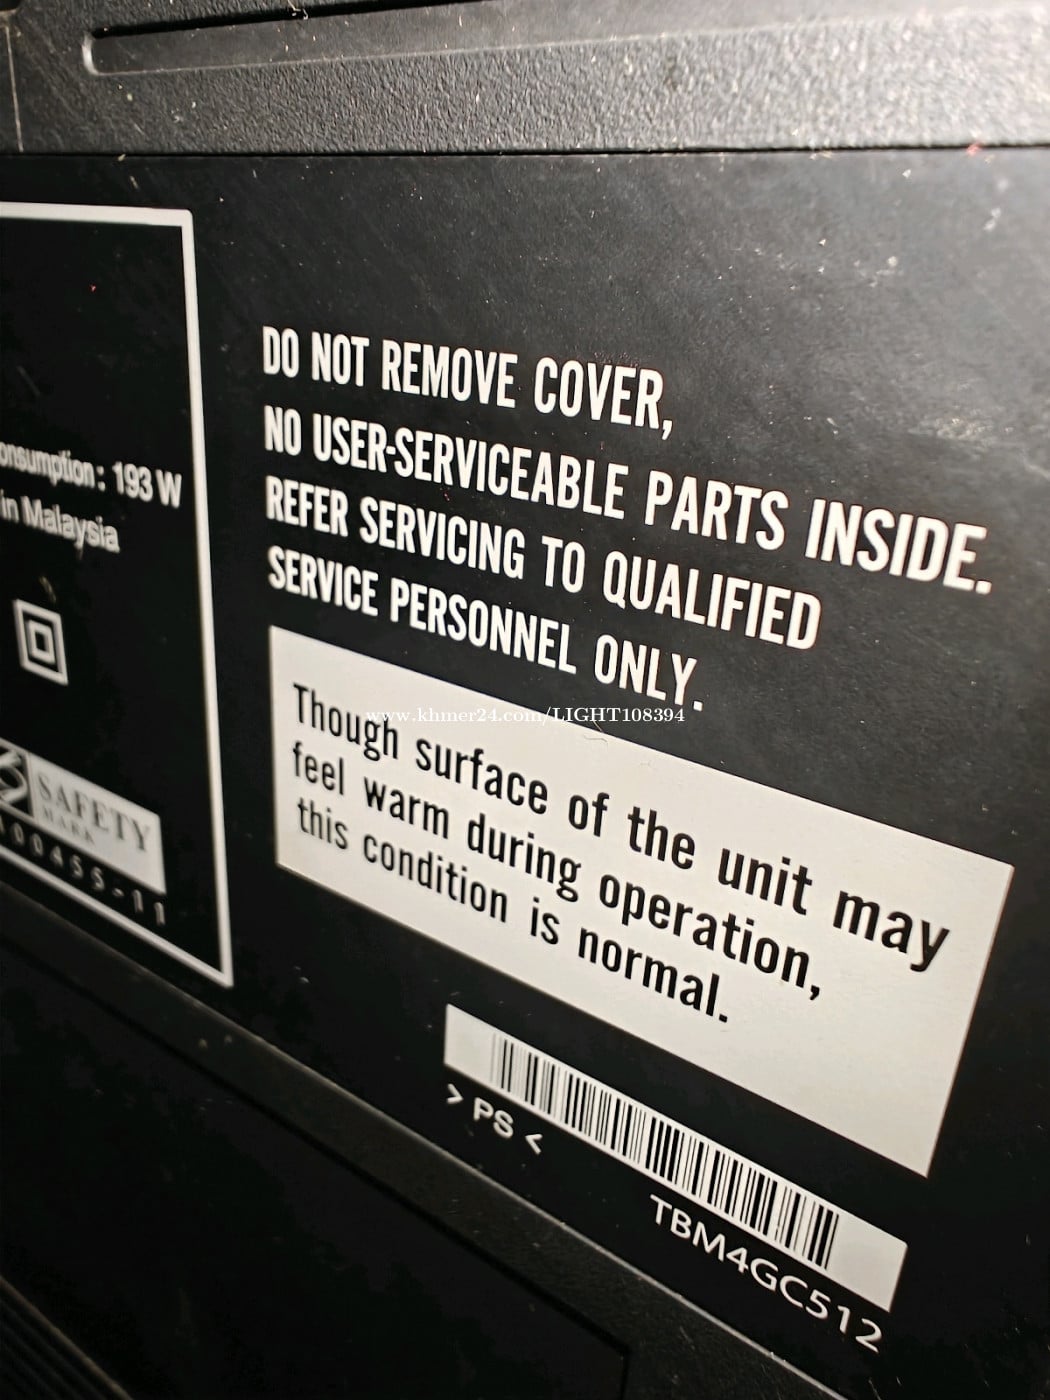 onsumption : 193 W
in Malaysia
SAFETY
MARK
100455-11
DO NOT REMOVE COVER,
NO USER-SERVICEABLE PARTS INSIDE.
REFER SERVICING TO QUALIFIED
SERVICE PERSONNEL ONLY.
www.khmer24.com/LIGHT108394
Though surface of the unit may
feel warm during operation,
this condition is normal.
> PS <
TBM4GC512